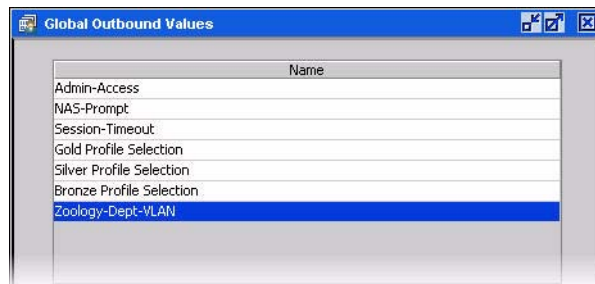 Global Outbound Values
Name
Admin-Access
NAS-Prompt
Session-Timeout
Gold Profile Selection
Silver Profile Selection
Bronze Profile Selection
Zoology-Dept-VLAN